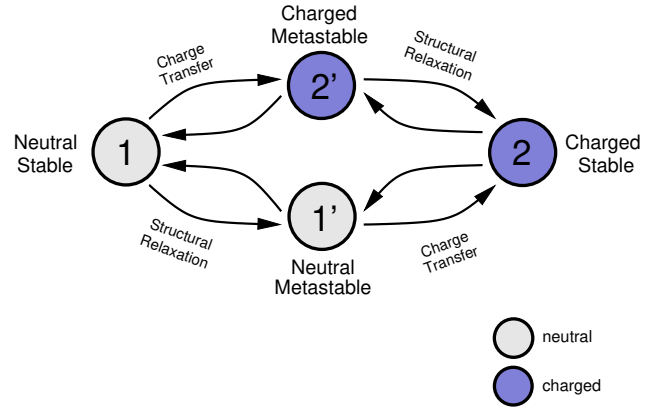 Charged
Metastable
Charge
Transfer
Structural
Relaxation
2’
Neutral
Stable
1
2
Charged
Stable
1’
Structural
Relaxation
Charge
Transfer
Neutral
Metastable
neutral
charged